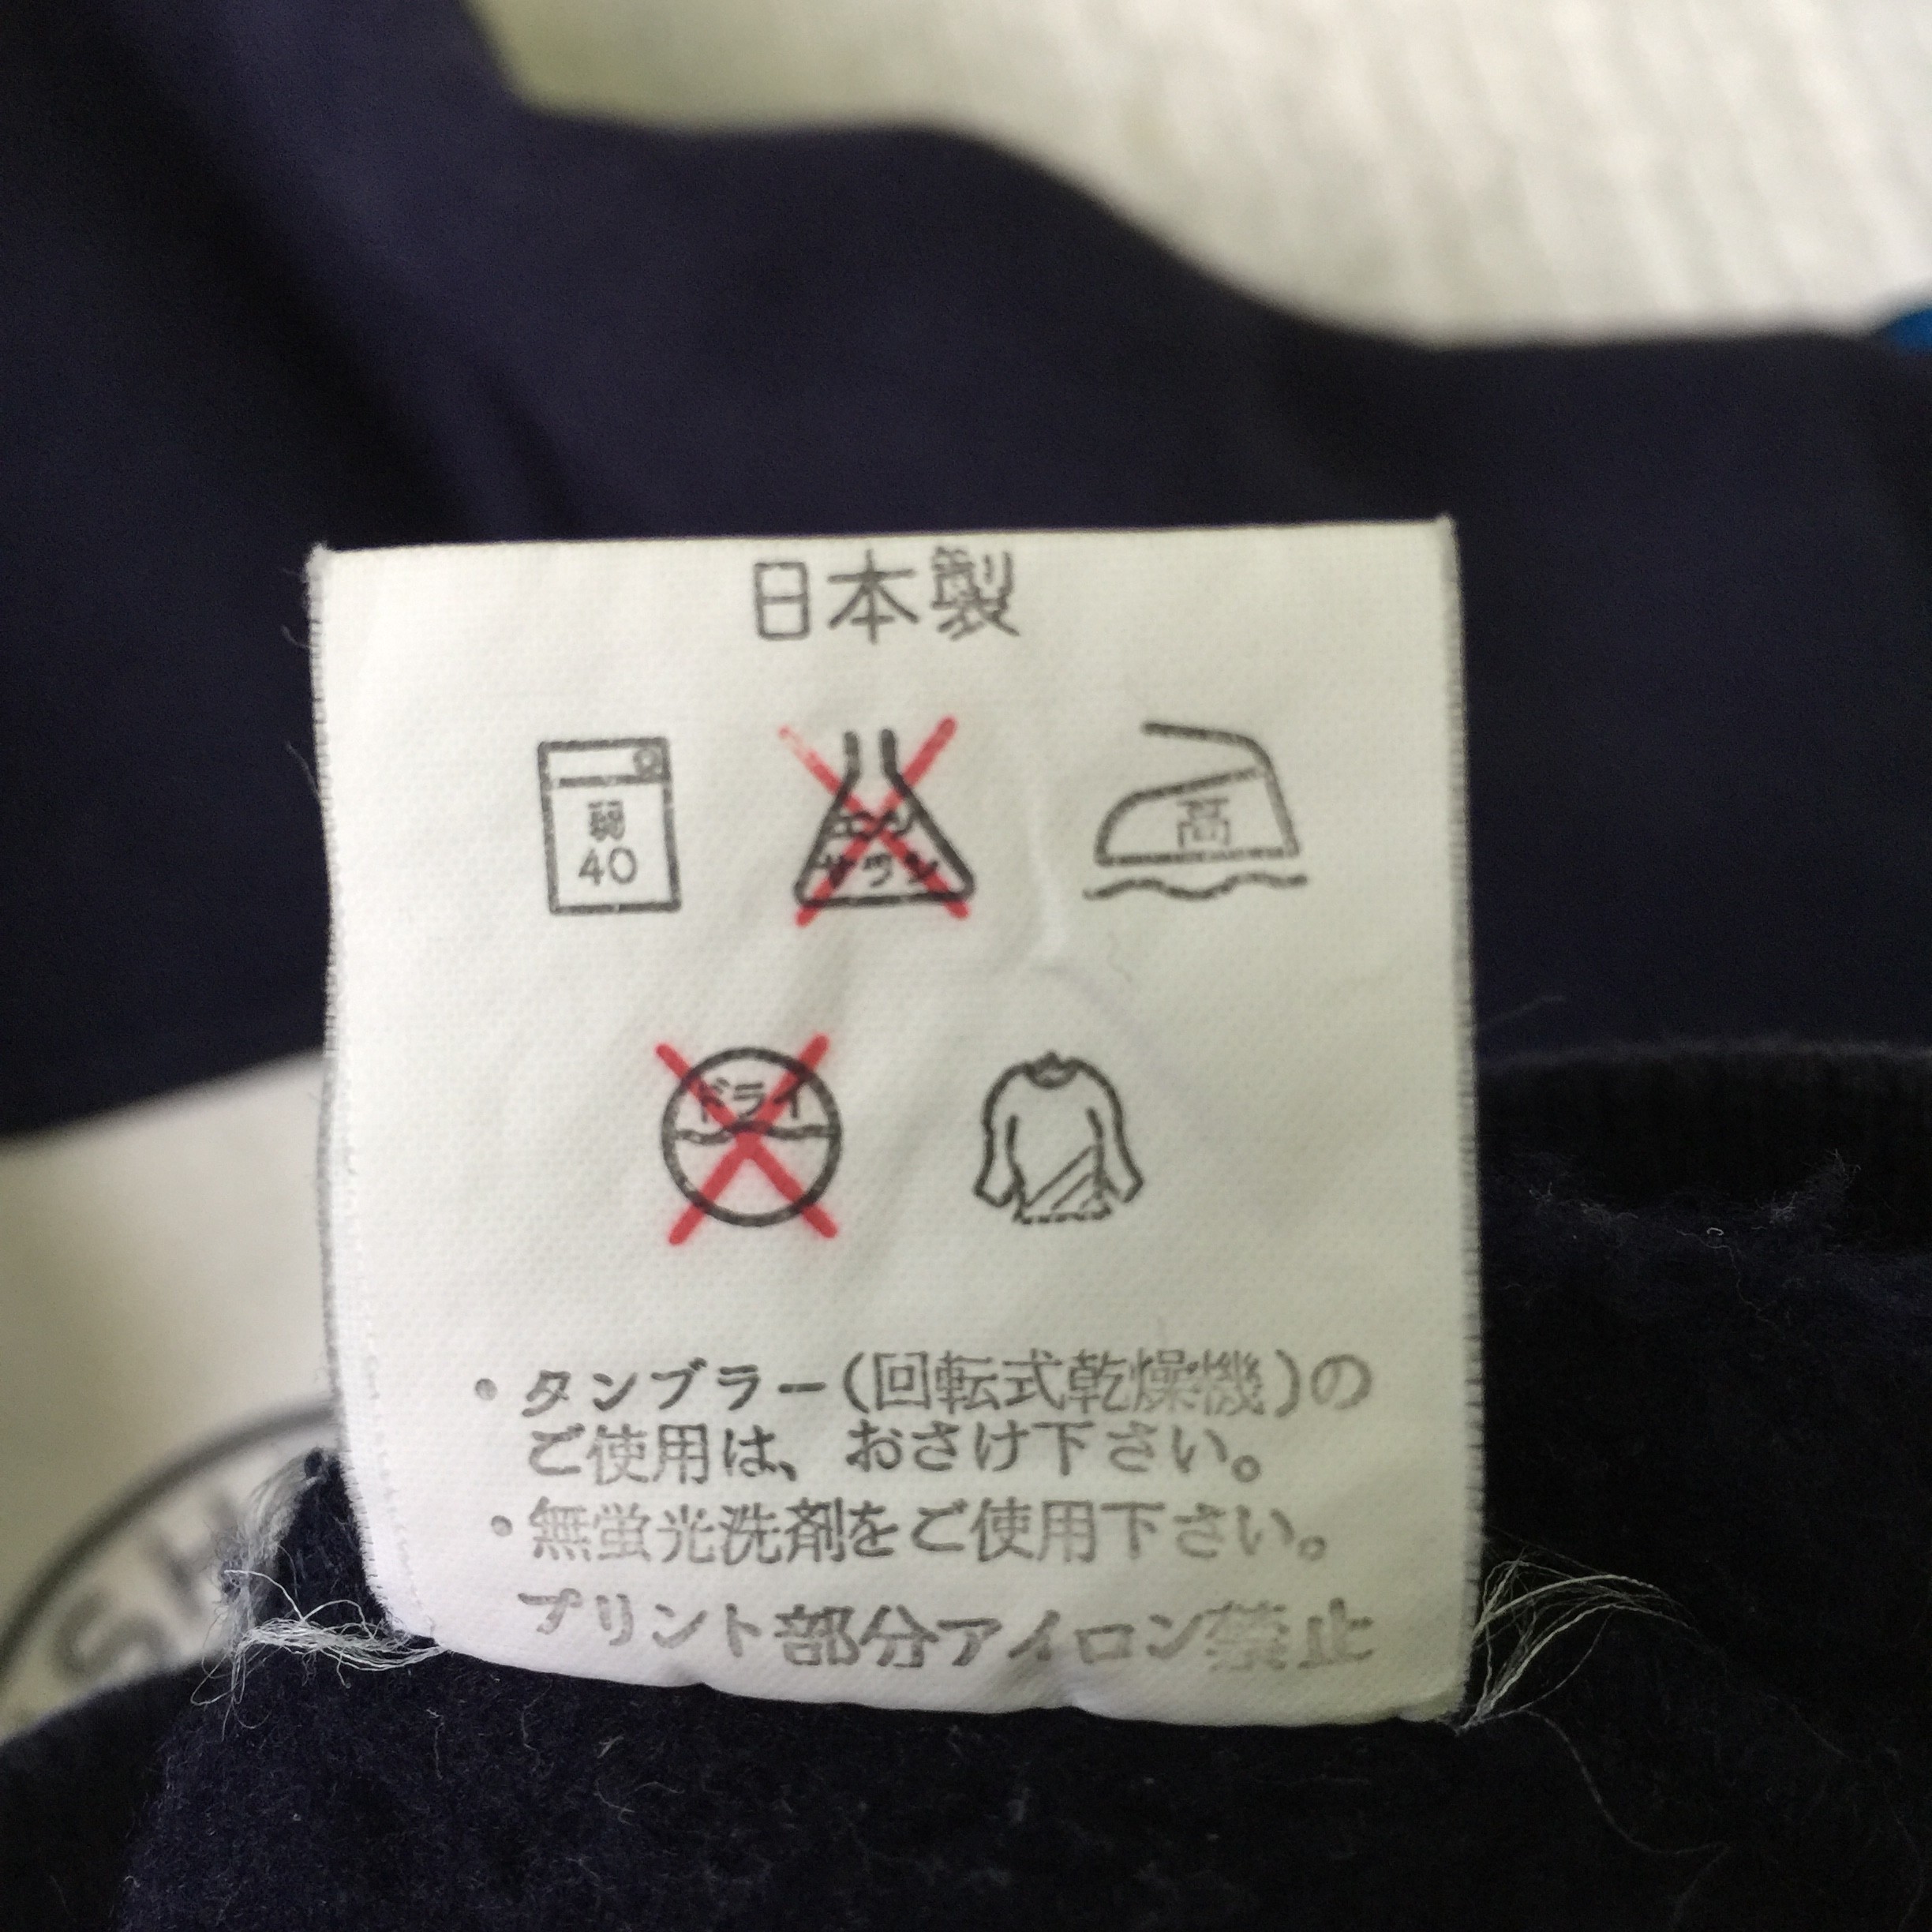 日本製
弱
40
エンソ
サラシ
高
ドライ
・タンブラー(回転式乾燥機)の
ご使用は、おさけ下さい。
・無蛍光洗剤をご使用下さい。
プリント部分アイロン禁止
SH